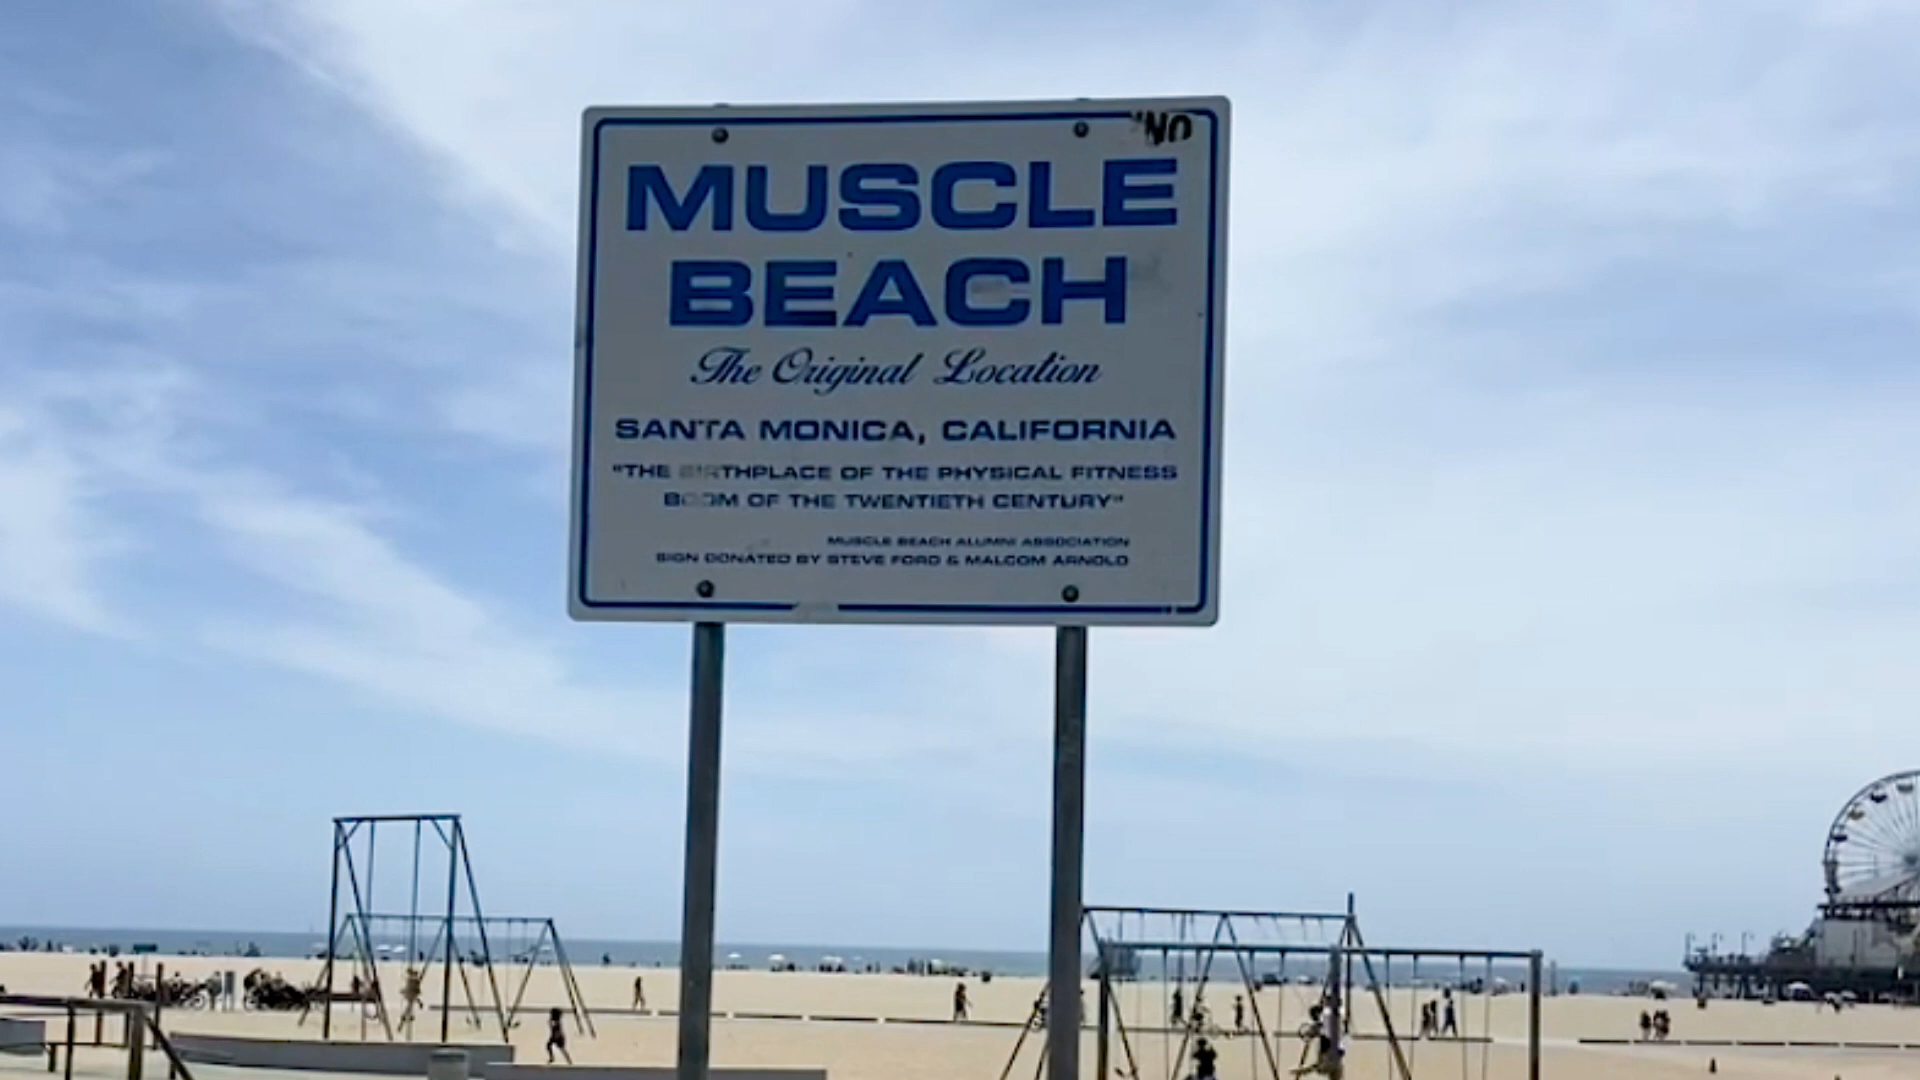 MUSCLE
BEACH
The Original Location
SANTA MONICA, CALIFORNIA
"THE BIRTHPLACE OF THE PHYSICAL FITNESS
BOOM OF THE TWENTIETH CENTURY"
MUSCLE BEACH ALUMNI ASSOCIATION
SIGN DONATED BY STEVE FORD & MALCOM ARNOLD